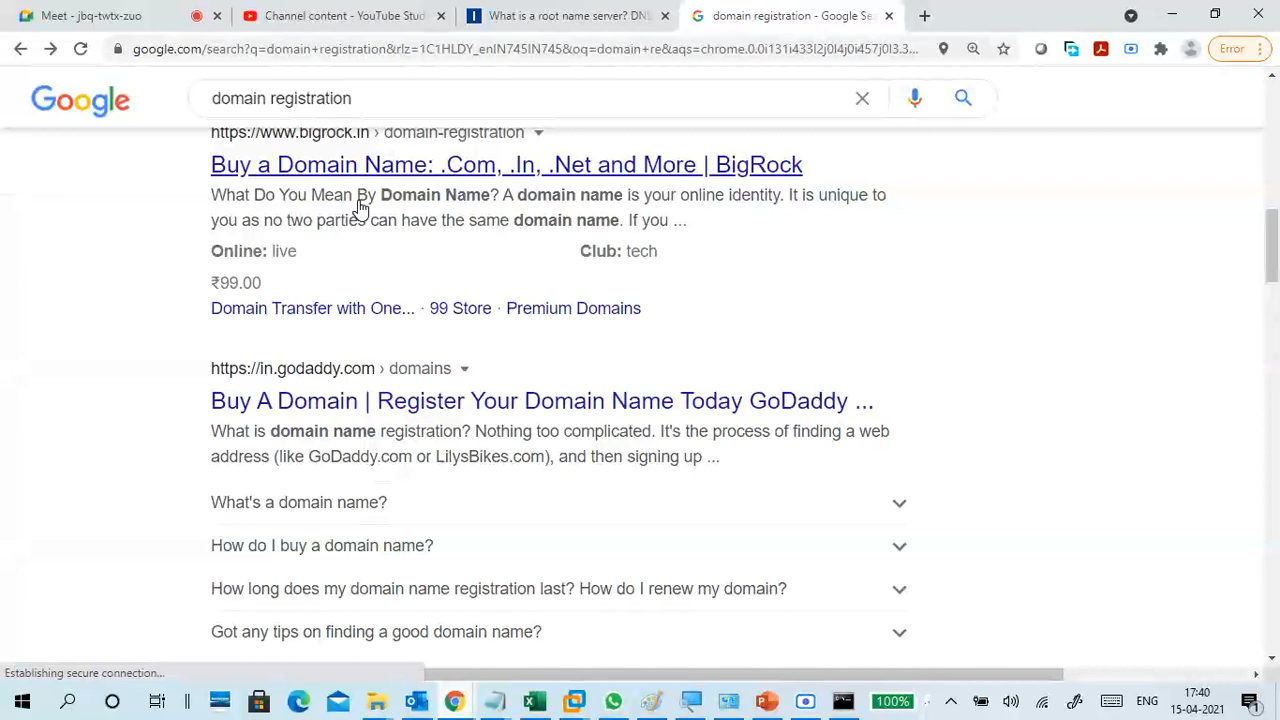 Meet - jbq-twtx-zuo
Channel content - YouTube Stud
What is a root name server? DNS
domain registration - Google Sea
google.com/search?q=domain+registration&rlz=1C1HLDY_enIN745IN745&oq=domain+re&aqs=chrome.0.0i131i433l2j0l4j0i457j0l3.3...
Error
Google
domain registration
https://www.bigrock.in › domain-registration
Buy a Domain Name: .Com, .In, .Net and More | BigRock
What Do You Mean By Domain Name? A domain name is your online identity. It is unique to
you as no two parties can have the same domain name. If you ...
Online: live
Club: tech
₹99.00
Domain Transfer with One... · 99 Store · Premium Domains
https://in.godaddy.com › domains
Buy A Domain | Register Your Domain Name Today GoDaddy ...
What is domain name registration? Nothing too complicated. It's the process of finding a web
address (like GoDaddy.com or LilysBikes.com), and then signing up ...
What's a domain name?
How do I buy a domain name?
How long does my domain name registration last? How do I renew my domain?
Got any tips on finding a good domain name?
Establishing secure connection...
100%
ENG
17:40
15-04-2021